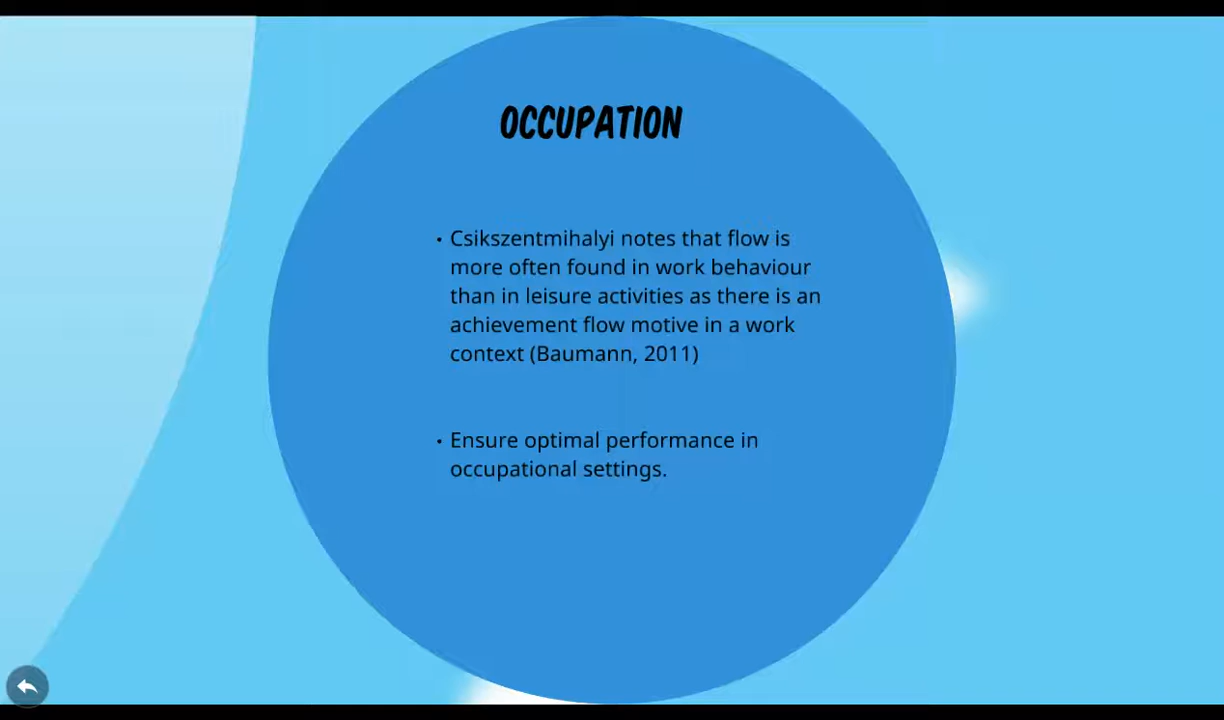 OCCUPATION
• Csikszentmihalyi notes that flow is
more often found in work behaviour
than in leisure activities as there is an
achievement flow motive in a work
context (Baumann, 2011)
• Ensure optimal performance in
occupational settings.